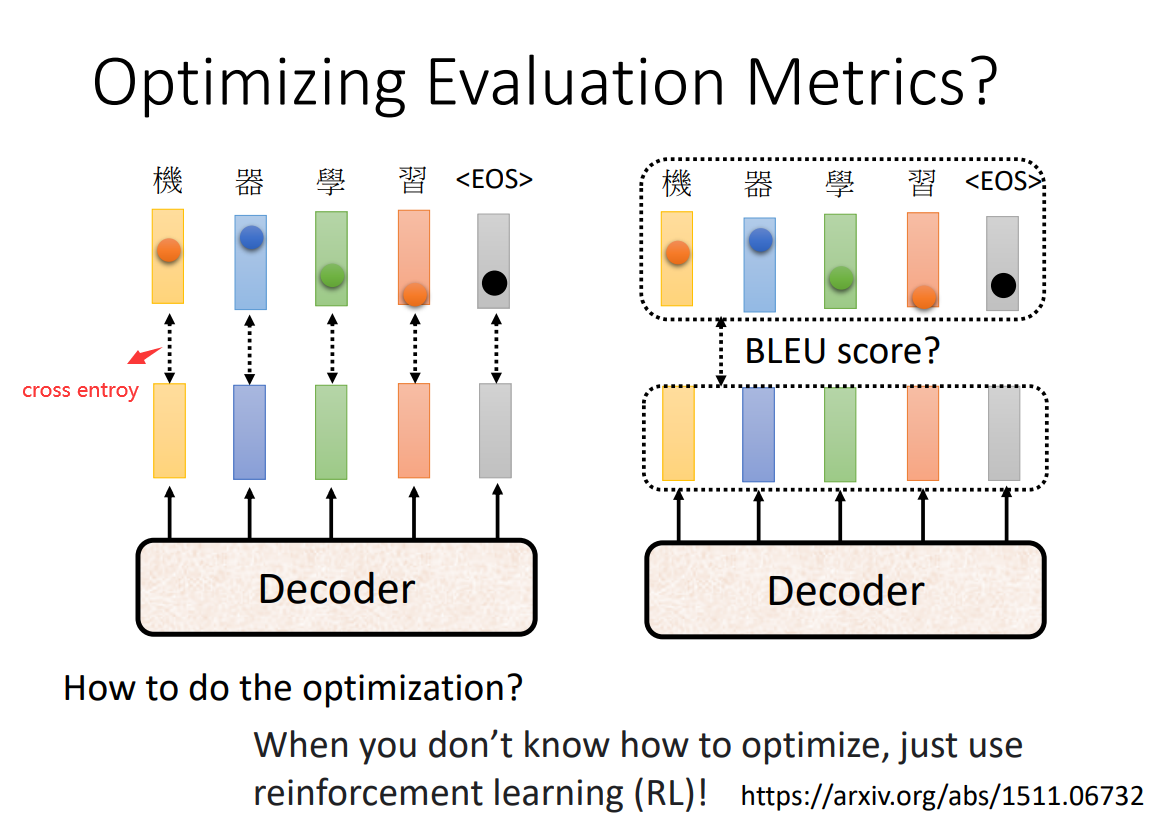 Optimizing Evaluation Metrics?
機 器 學 習 <EOS>
機 器 學 習 <EOS>
cross entroy
BLEU score?
Decoder
Decoder
How to do the optimization?
When you don’t know how to optimize, just use
reinforcement learning (RL)! https://arxiv.org/abs/1511.06732